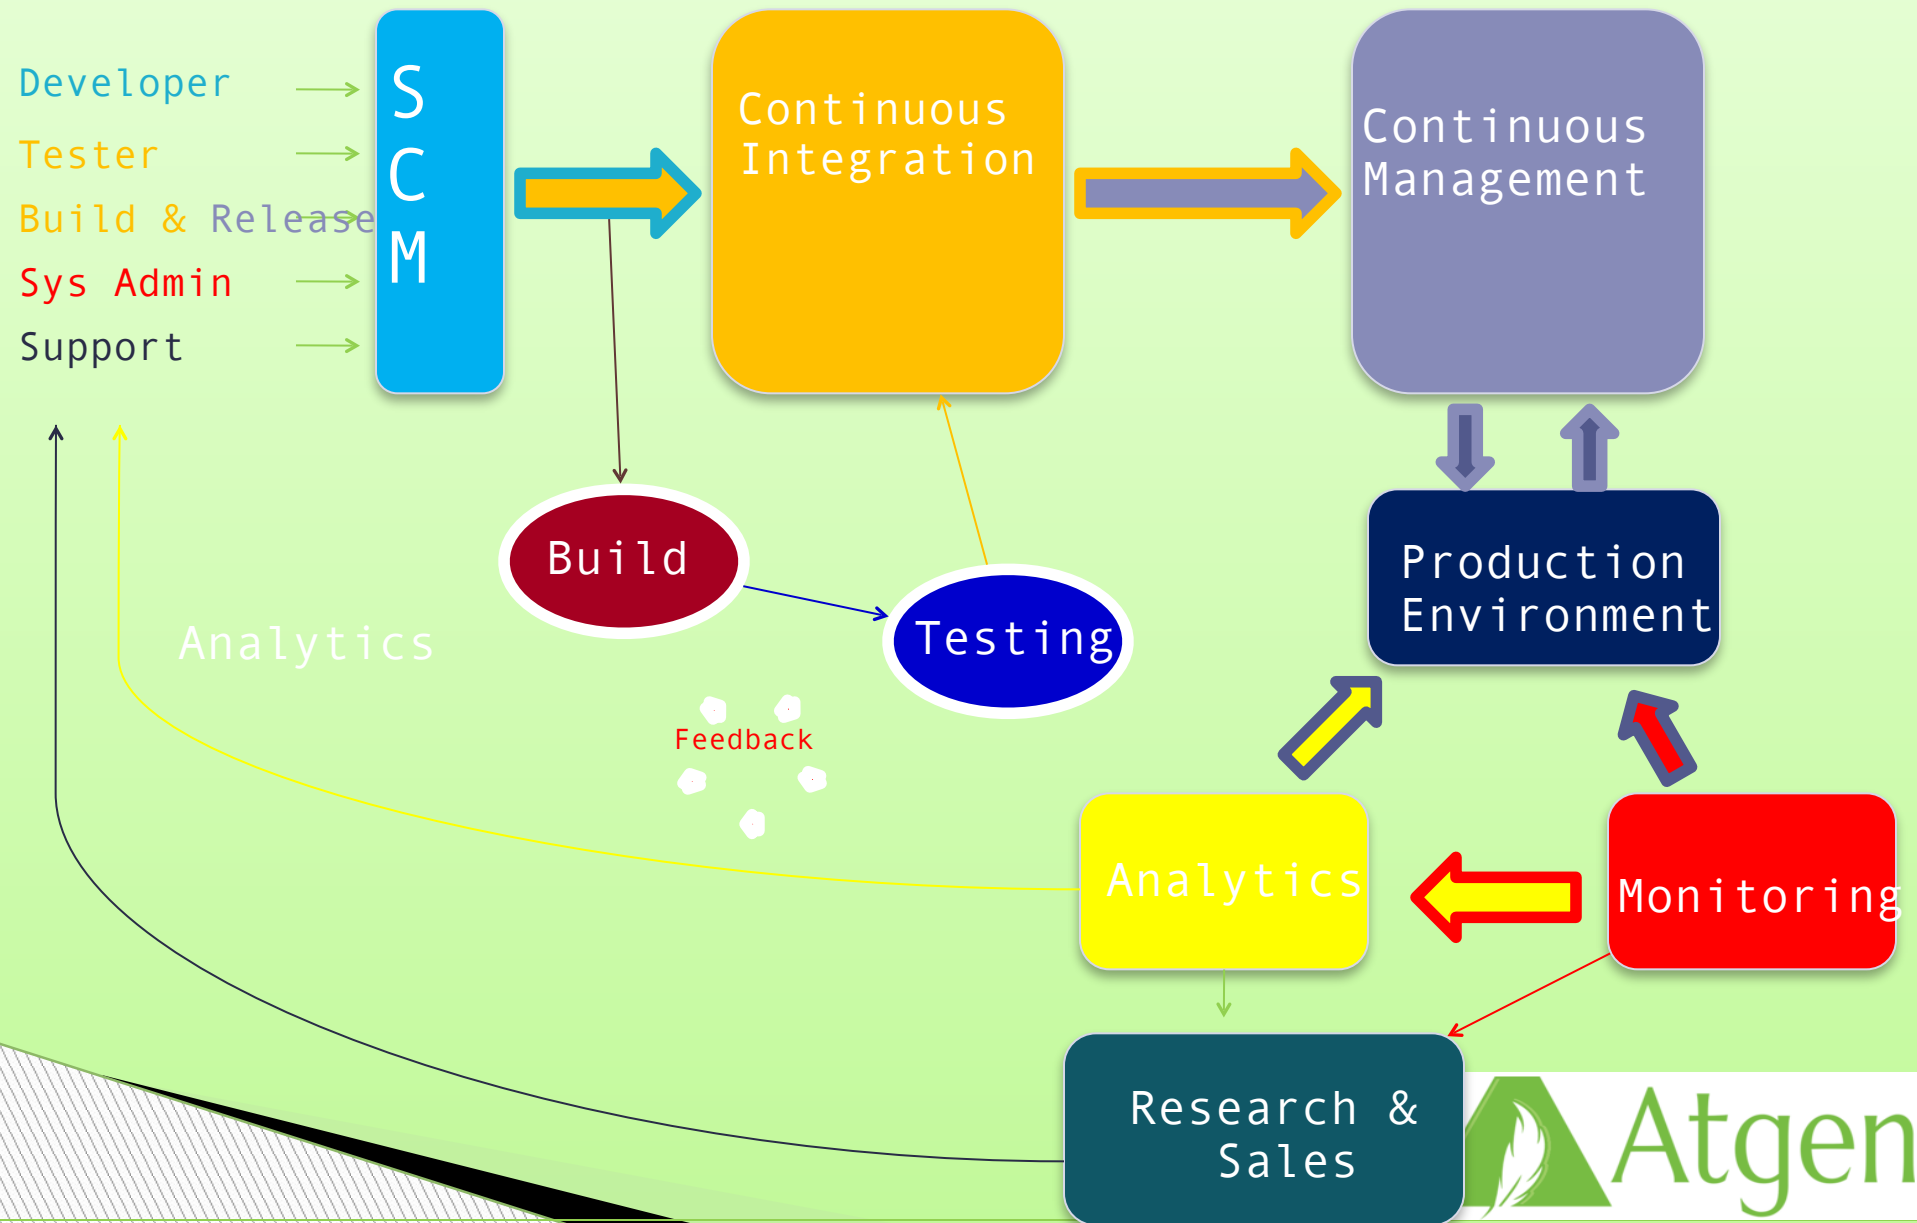 Developer
Tester
Build & Release
Sys Admin
Support
S
C
M
Continuous
Integration
Continuous
Management
Build
Testing
Production
Environment
Analytics
Feedback
Analytics
Monitoring
Research &
Sales
Atgen